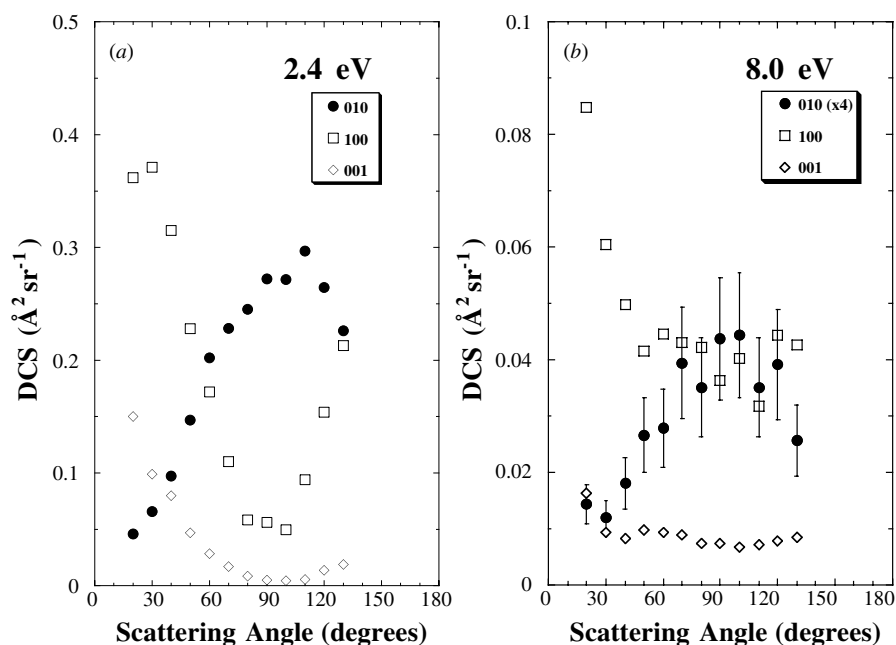 (a)
2.4 eV
010
100
001
0.5
0.4
0.3
0.2
0.1
0
DCS (Å² sr⁻¹)
0 30 60 90 120 150 180
Scattering Angle (degrees)
(b)
8.0 eV
010 (x4)
100
001
0.1
0.08
0.06
0.04
0.02
0
DCS (Å² sr⁻¹)
0 30 60 90 120 150 180
Scattering Angle (degrees)